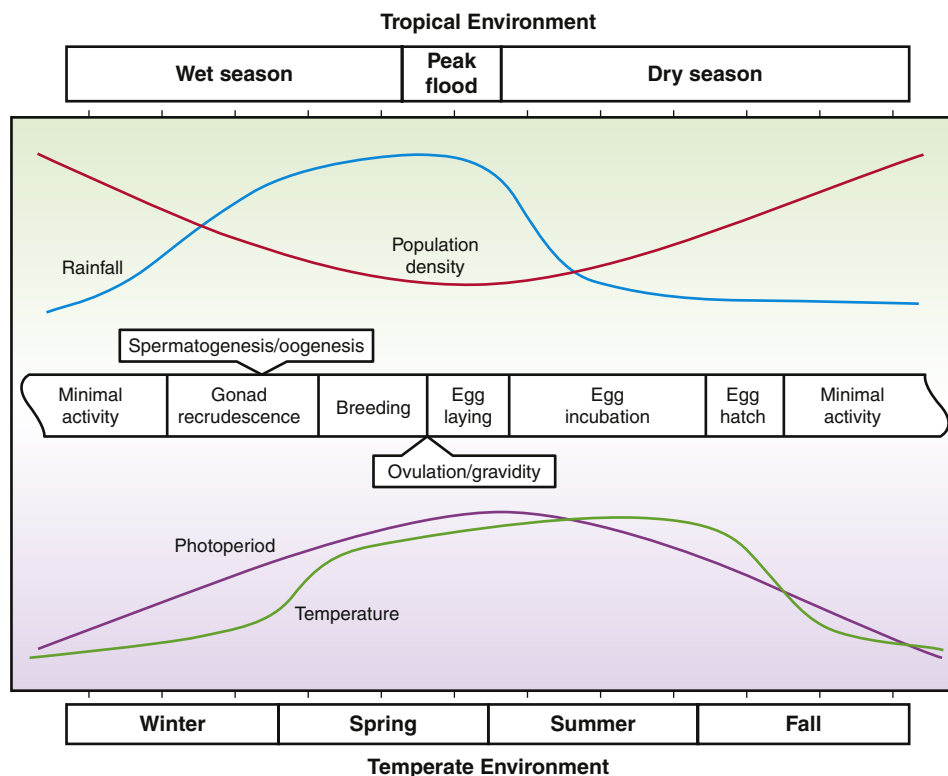 Tropical Environment
Wet season
Peak
flood
Dry season
Rainfall
Population
density
Spermatogenesis/oogenesis
Minimal
activity
Gonad
recrudescence
Breeding
Egg
laying
Egg
incubation
Egg
hatch
Minimal
activity
Ovulation/gravidity
Photoperiod
Temperature
Winter
Spring
Summer
Fall
Temperate Environment